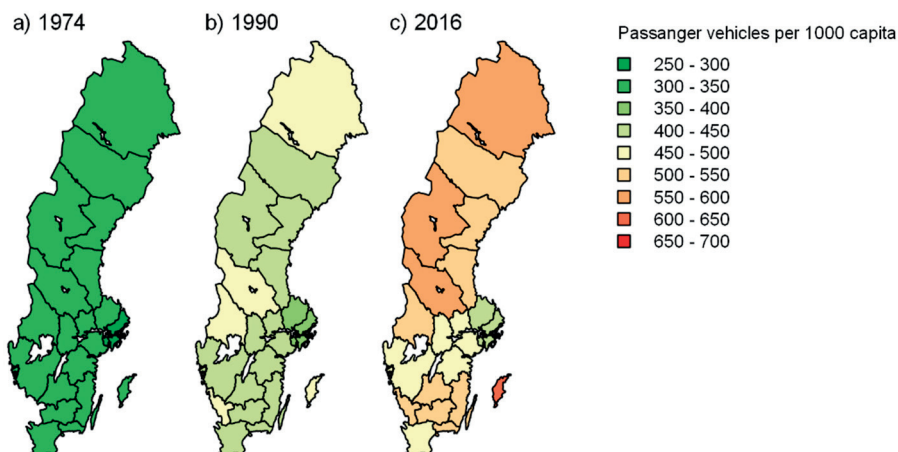 a) 1974
b) 1990
c) 2016
Passanger vehicles per 1000 capita
250 - 300
300 - 350
350 - 400
400 - 450
450 - 500
500 - 550
550 - 600
600 - 650
650 - 700